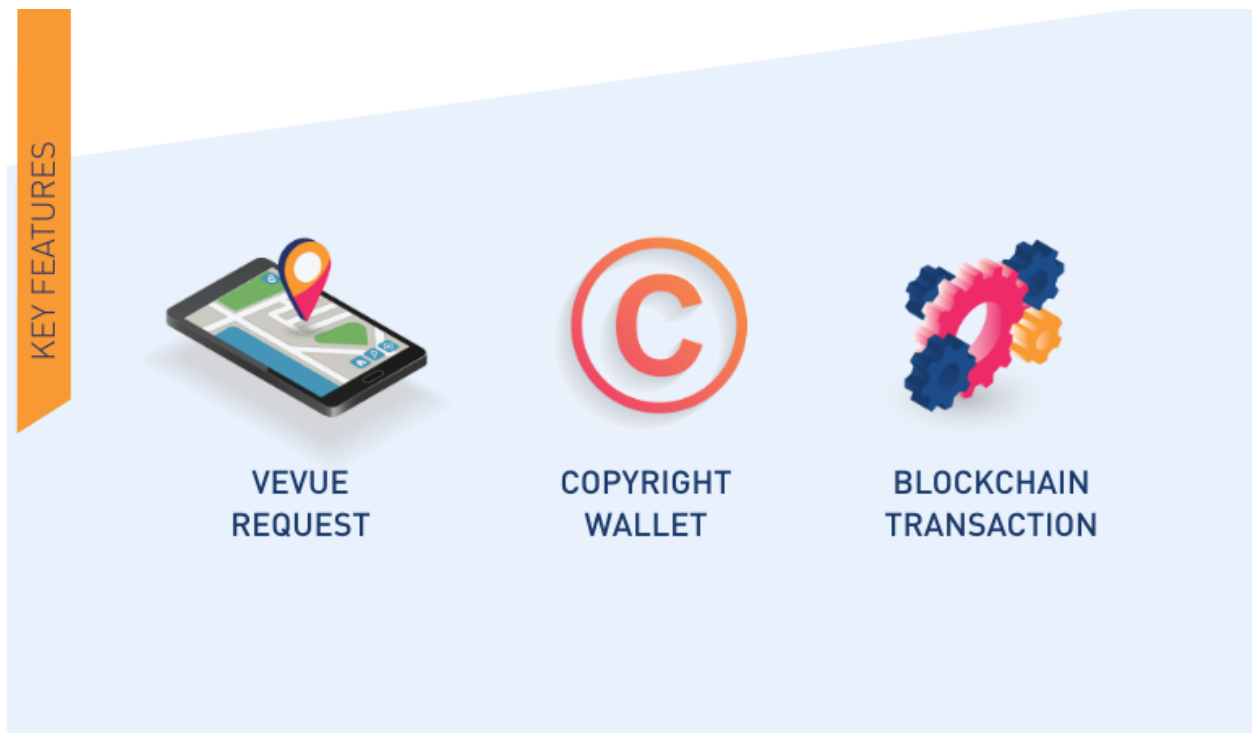 KEY FEATURES
VEVUE
REQUEST
COPYRIGHT
WALLET
BLOCKCHAIN
TRANSACTION